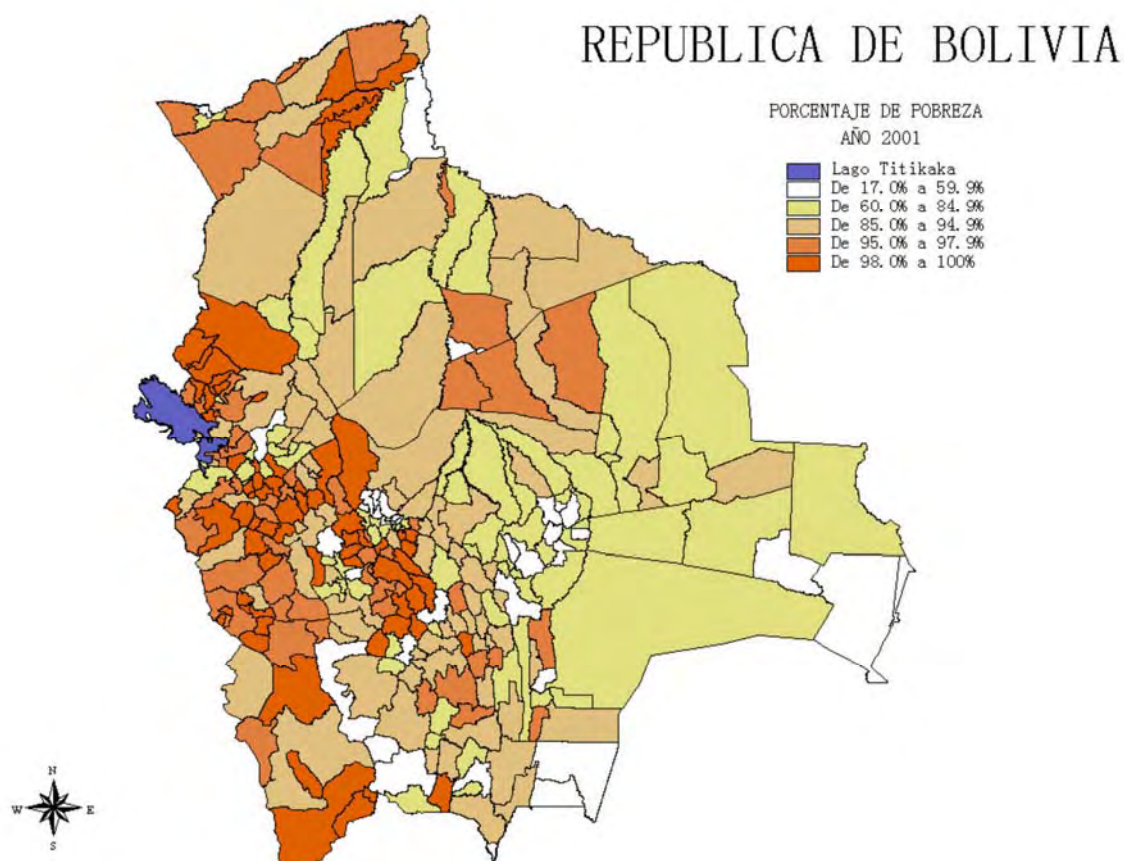 REPUBLICA DE BOLIVIA
PORCENTAJE DE POBREZA
AÑO 2001
Lago Titikaka
De 17.0% a 59.9%
De 60.0% a 84.9%
De 85.0% a 94.9%
De 95.0% a 97.9%
De 98.0% a 100%
N
W E
S